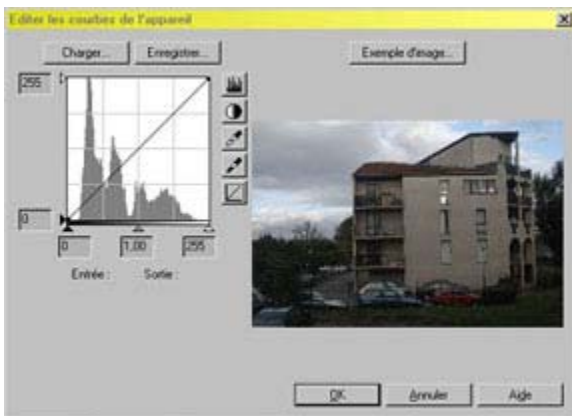 Editer les courbes de l'appareil
Charger... Enregistrer... Exemple d'image...
255
0
0 1,00 255
Entrée : Sortie :
OK Annuler Aide